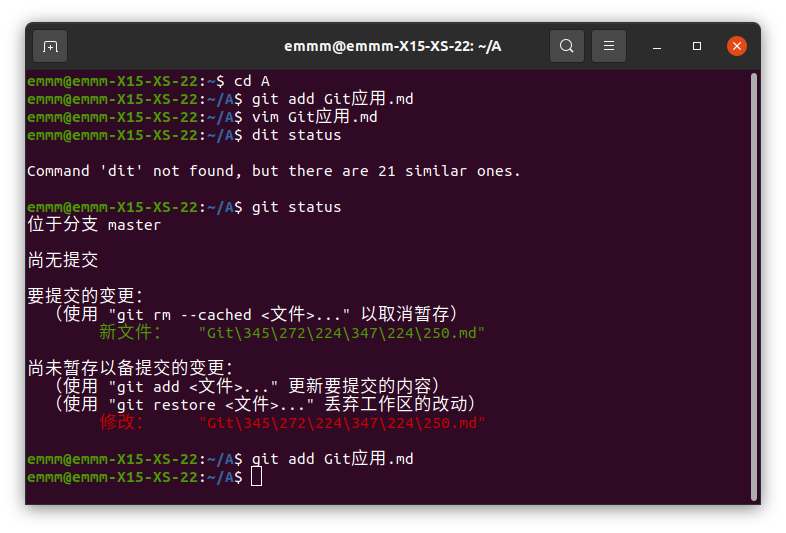 emmm@emmm-X15-XS-22: ~/A
emmm@emmm-X15-XS-22:~$ cd A
emmm@emmm-X15-XS-22:~/A$ git add Git应用.md
emmm@emmm-X15-XS-22:~/A$ vim Git应用.md
emmm@emmm-X15-XS-22:~/A$ dit status
Command 'dit' not found, but there are 21 similar ones.
emmm@emmm-X15-XS-22:~/A$ git status
位于分支 master
尚无提交
要提交的变更：
（使用 "git rm --cached <文件>..." 以取消暂存）
新文件： "Git\345\272\224\347\224\250.md"
尚未暂存以备提交的变更：
（使用 "git add <文件>..." 更新要提交的内容）
（使用 "git restore <文件>..." 丢弃工作区的改动）
修改： "Git\345\272\224\347\224\250.md"
emmm@emmm-X15-XS-22:~/A$ git add Git应用.md
emmm@emmm-X15-XS-22:~/A$